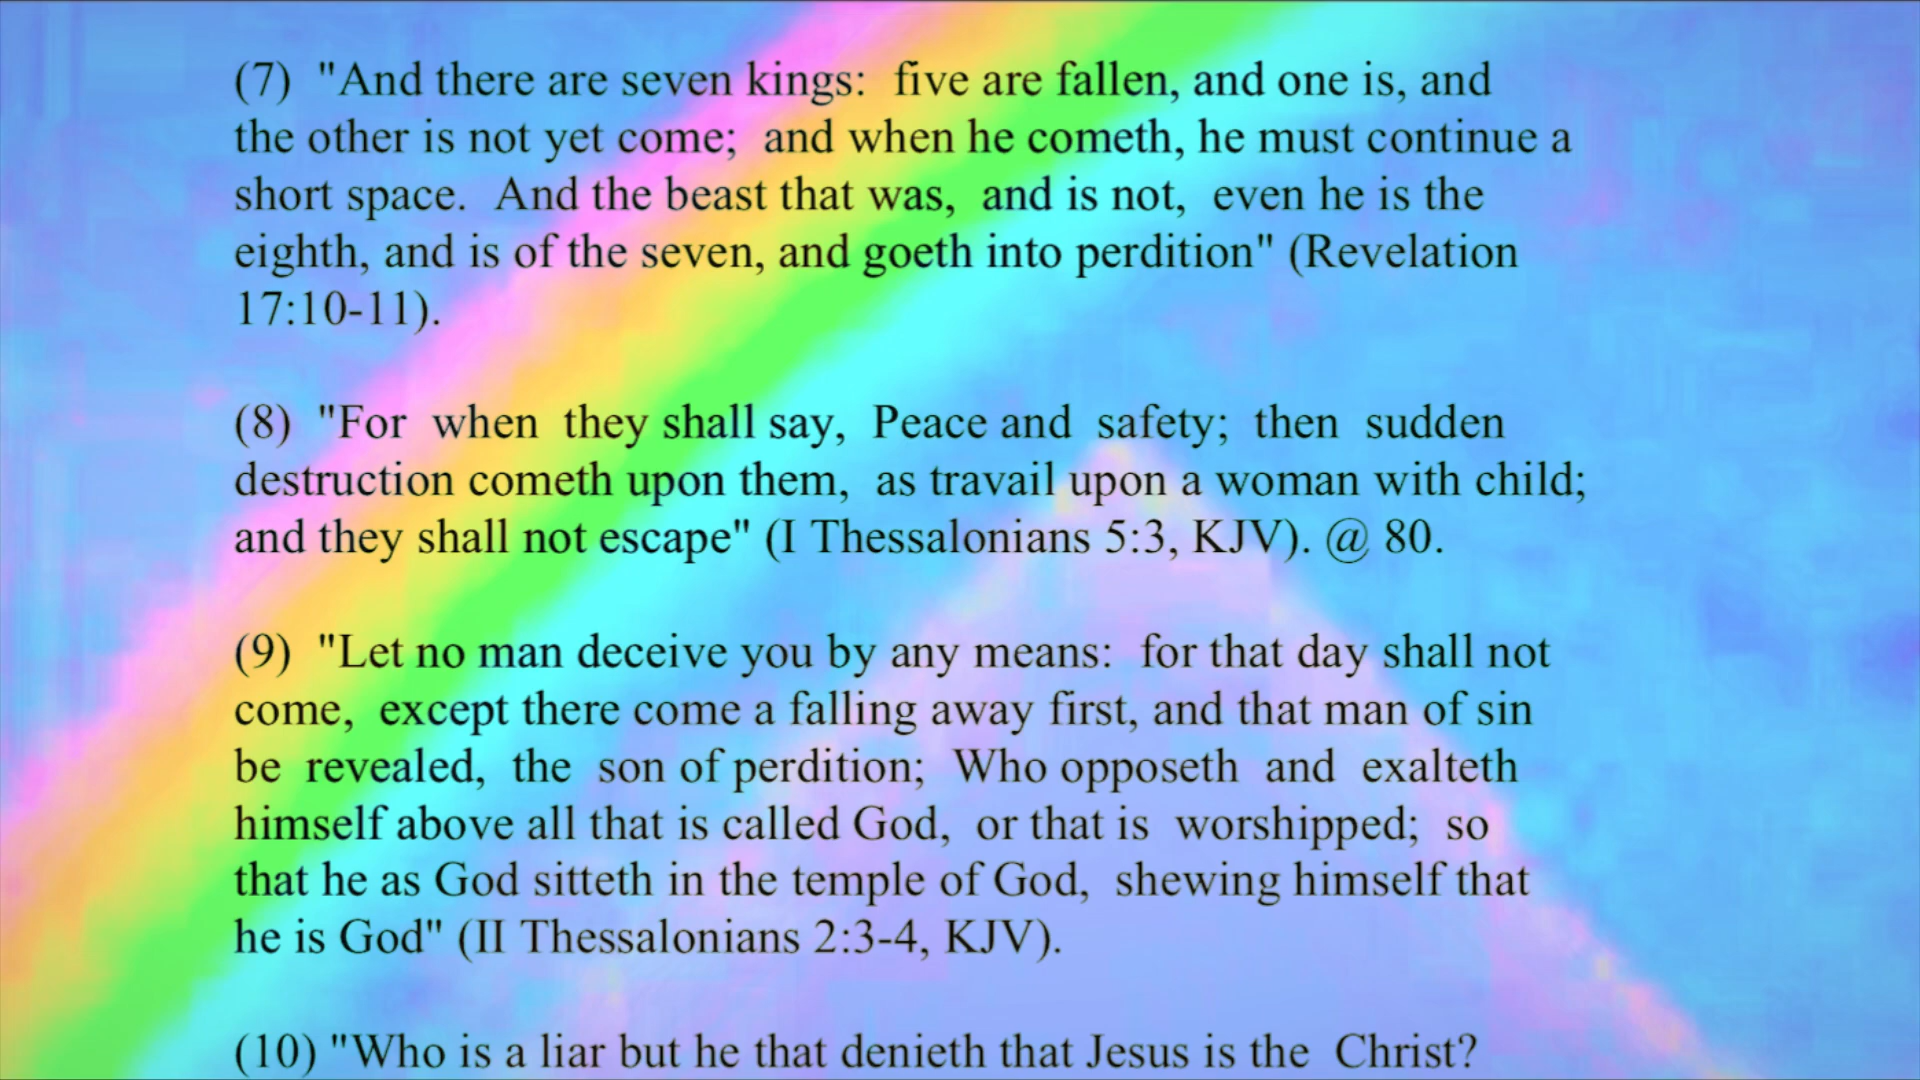 (7) "And there are seven kings: five are fallen, and one is, and
the other is not yet come; and when he cometh, he must continue a
short space. And the beast that was, and is not, even he is the
eighth, and is of the seven, and goeth into perdition" (Revelation
17:10-11).
(8) "For when they shall say, Peace and safety; then sudden
destruction cometh upon them, as travail upon a woman with child;
and they shall not escape" (I Thessalonians 5:3, KJV). @ 80.
(9) "Let no man deceive you by any means: for that day shall not
come, except there come a falling away first, and that man of sin
be revealed, the son of perdition; Who opposeth and exalteth
himself above all that is called God, or that is worshipped; so
that he as God sitteth in the temple of God, shewing himself that
he is God" (II Thessalonians 2:3-4, KJV).
(10) "Who is a liar but he that denieth that Jesus is the Christ?